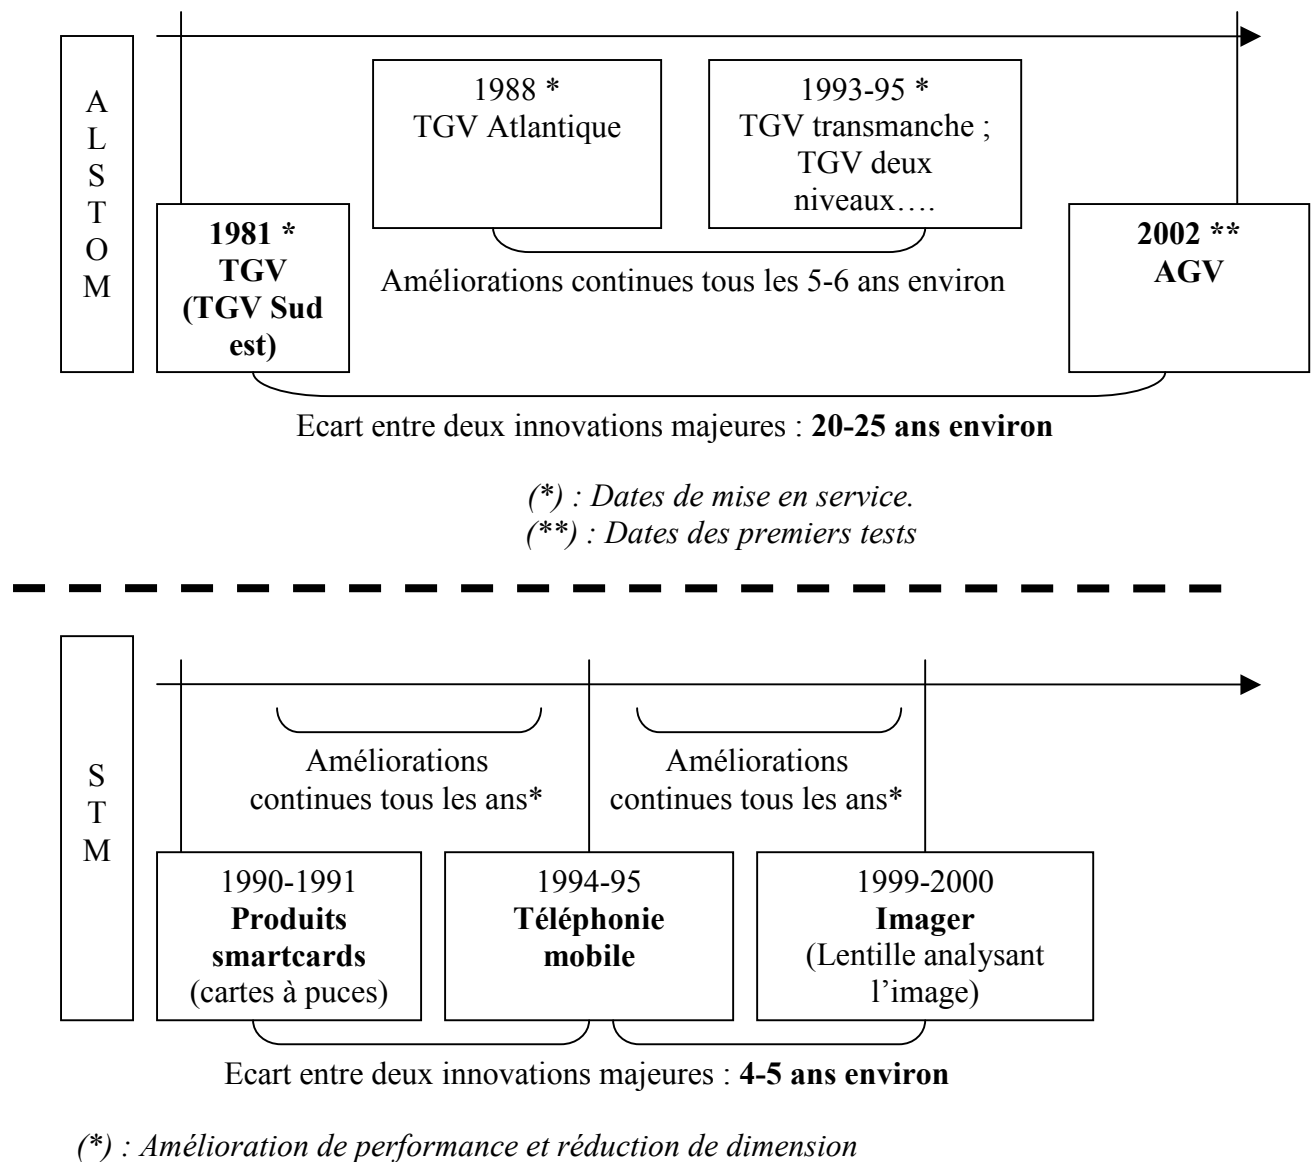 A
L
S
T
O
M
1988 *
TGV Atlantique
1993-95 *
TGV transmanche ;
TGV deux
niveaux….
1981 *
TGV
(TGV Sud
est)
2002 **
AGV
Améliorations continues tous les 5-6 ans environ
Ecart entre deux innovations majeures : 20-25 ans environ
(*) : Dates de mise en service.
(**) : Dates des premiers tests
S
T
M
Améliorations
continues tous les ans*
Améliorations
continues tous les ans*
1990-1991
Produits
smartcards
(cartes à puces)
1994-95
Téléphonie
mobile
1999-2000
Imager
(Lentille analysant
l’image)
Ecart entre deux innovations majeures : 4-5 ans environ
(*) : Amélioration de performance et réduction de dimension